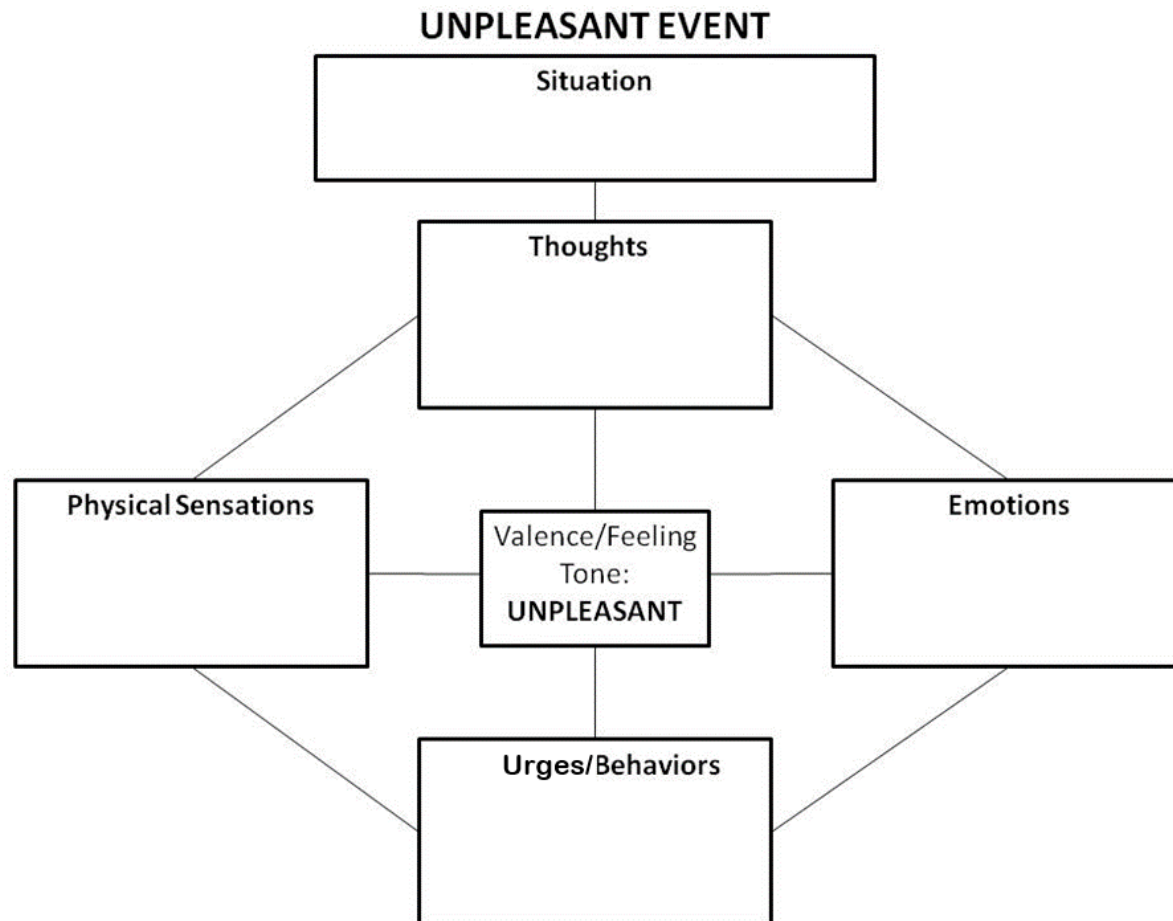 UNPLEASANT EVENT
Situation
Thoughts
Physical Sensations
Valence/Feeling
Tone:
UNPLEASANT
Emotions
Urges/Behaviors